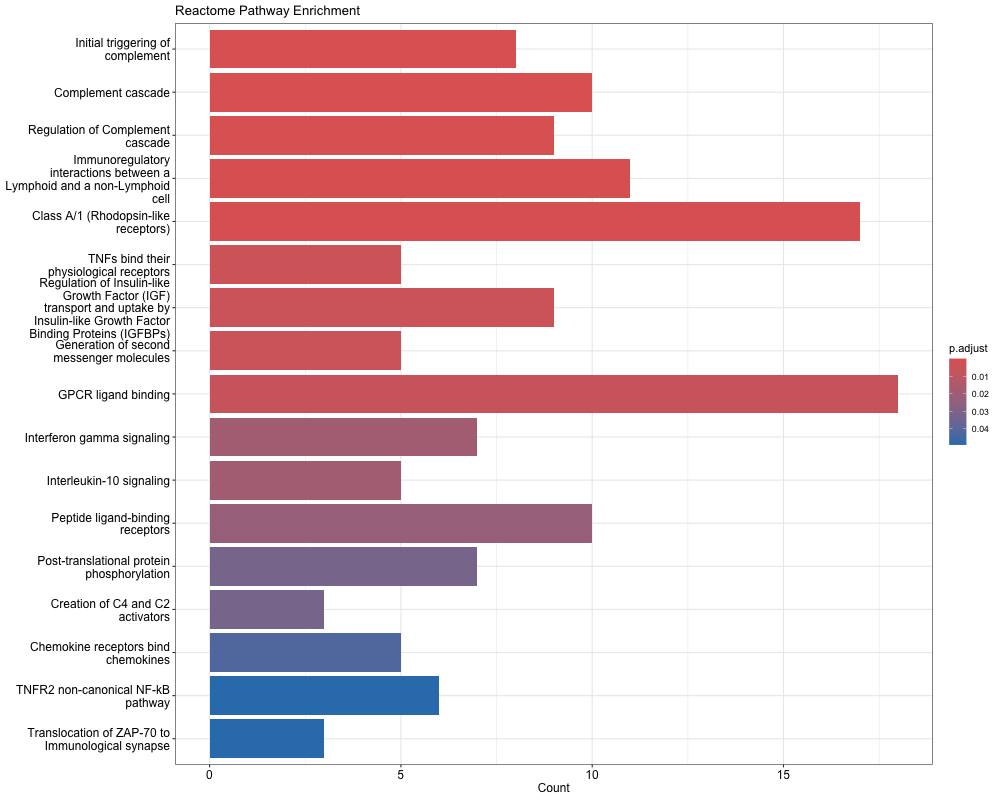 Reactome Pathway Enrichment
Initial triggering of
complement
Complement cascade
Regulation of Complement
cascade
Immunoregulatory
interactions between a
Lymphoid and a non-Lymphoid
cell
Class A/1 (Rhodopsin-like
receptors)
TNFs bind their
physiological receptors
Regulation of Insulin-like
Growth Factor (IGF)
transport and uptake by
Insulin-like Growth Factor
Binding Proteins (IGFBPs)
Generation of second
messenger molecules
GPCR ligand binding
Interferon gamma signaling
Interleukin-10 signaling
Peptide ligand-binding
receptors
Post-translational protein
phosphorylation
Creation of C4 and C2
activators
Chemokine receptors bind
chemokines
TNFR2 non-canonical NF-kB
pathway
Translocation of ZAP-70 to
Immunological synapse
0 5 10 15
Count
p.adjust
0.01
0.02
0.03
0.04